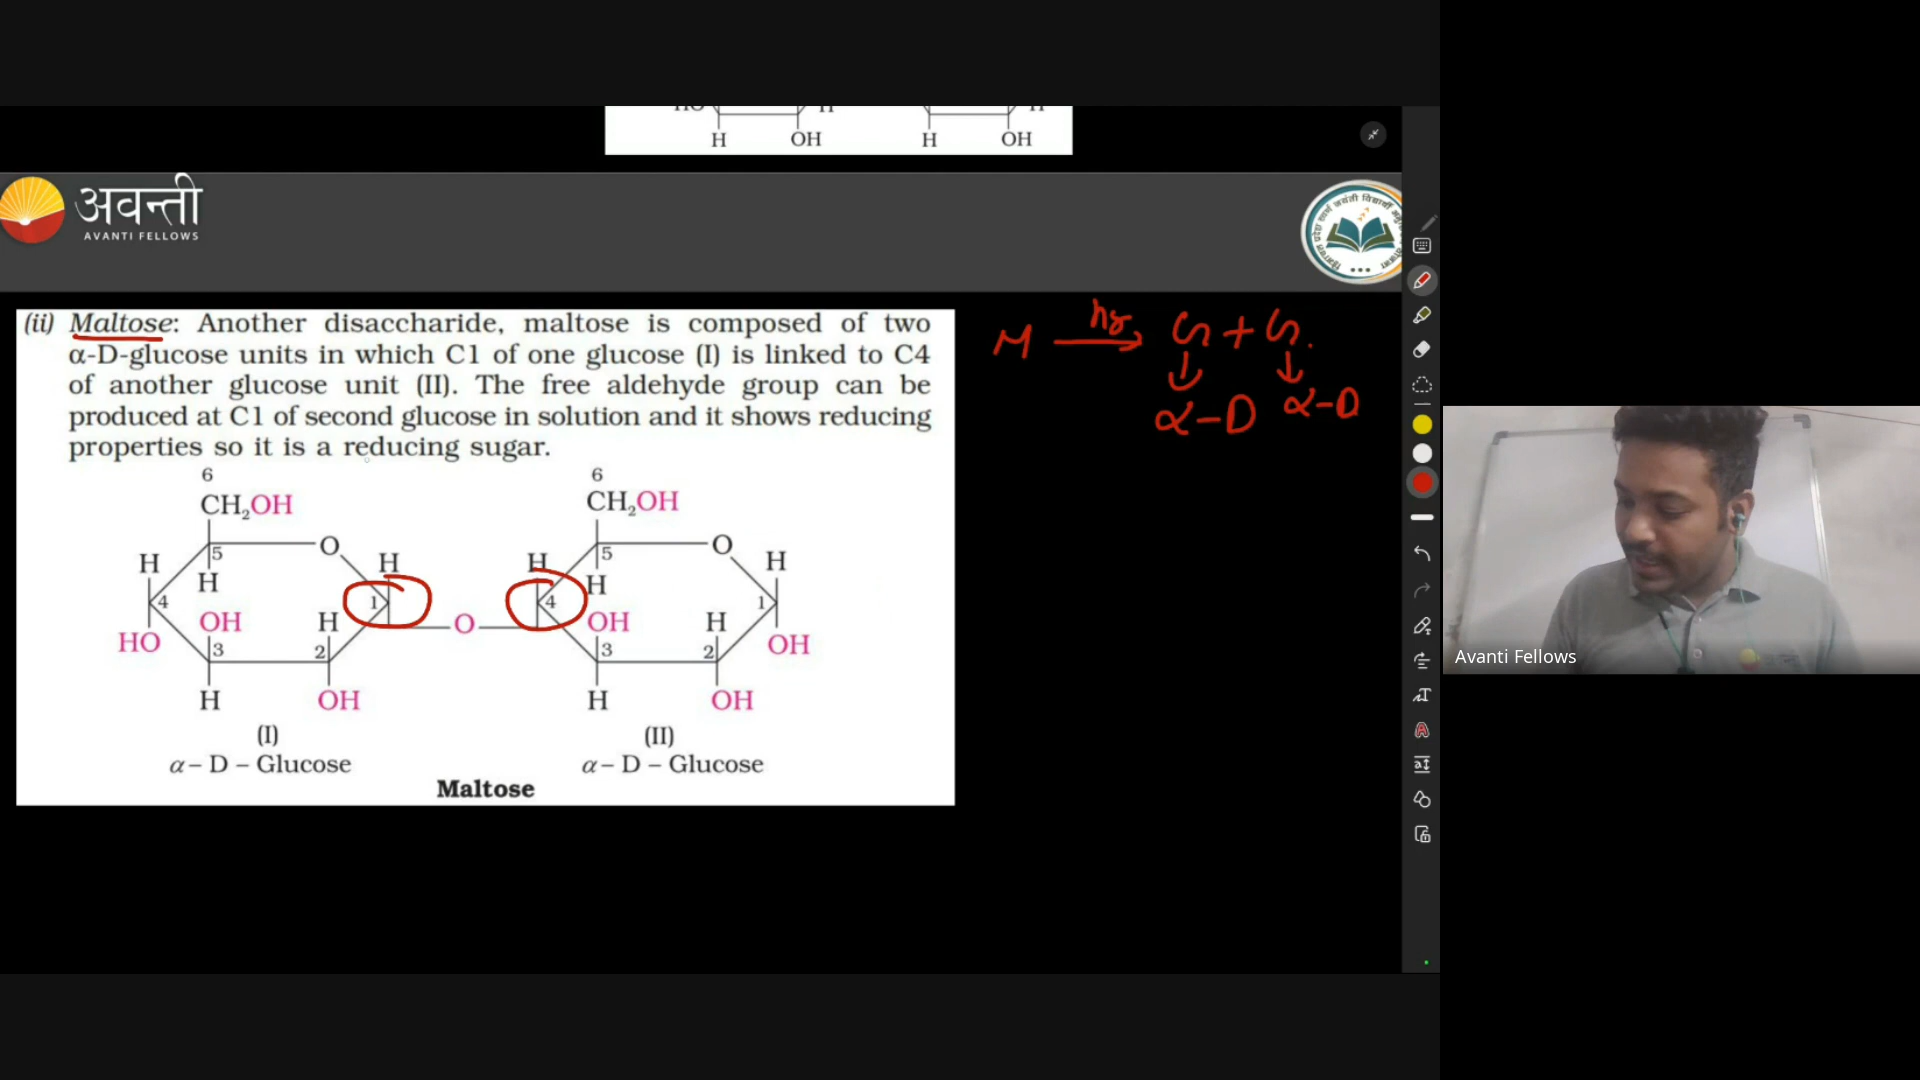 H OH H OH
अवन्ती
AVANTI FELLOWS
(ii) Maltose: Another disaccharide, maltose is composed of two
α-D-glucose units in which C1 of one glucose (I) is linked to C4
of another glucose unit (II). The free aldehyde group can be
produced at C1 of second glucose in solution and it shows reducing
properties so it is a reducing sugar.
M → hy G + G.
α-D α-D
6 6
CH₂OH CH₂OH
5 O 5 O
H H H H H
H 4 1 4 1
OH H O OH H
HO 3 2 3 2 OH
H OH H OH
(I) (II)
α – D – Glucose α – D – Glucose
Maltose
Avanti Fellows